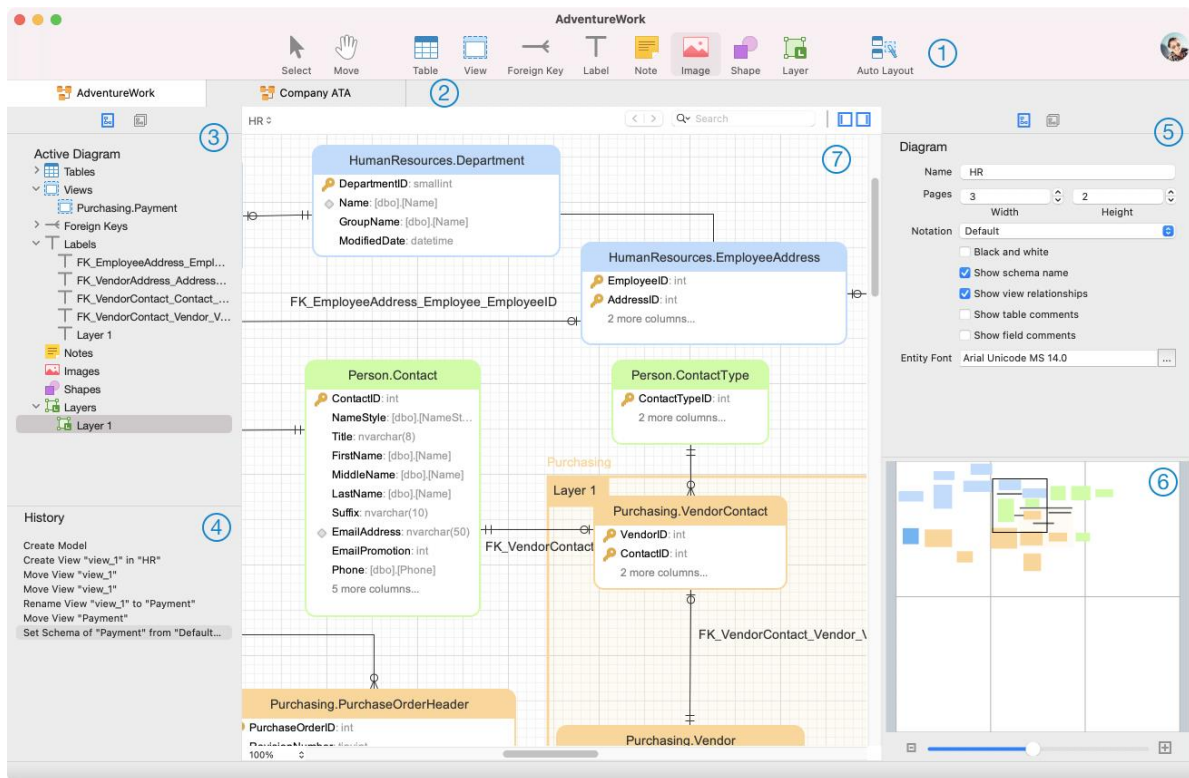 AdventureWork
Select Move Table View Foreign Key Label Note Image Shape Layer Auto Layout
1
AdventureWork
Company ATA
2
3
Active Diagram
Tables
Views
Purchasing.Payment
Foreign Keys
Labels
FK_EmployeeAddress_Empl...
FK_VendorAddress_Address...
FK_VendorContact_Contact_...
FK_VendorContact_Vendor_V...
Layer 1
Notes
Images
Shapes
Layers
Layer 1
History
4
Create Model
Create View "view_1" in "HR"
Move View "view_1"
Move View "view_1"
Rename View "view_1" to "Payment"
Move View "Payment"
Set Schema of "Payment" from "Default...
HR
Search
7
HumanResources.Department
DepartmentID: smallint
Name: [dbo].[Name]
GroupName: [dbo].[Name]
ModifiedDate: datetime
HumanResources.EmployeeAddress
EmployeeID: int
AddressID: int
2 more columns...
FK_EmployeeAddress_Employee_EmployeeID
Person.Contact
ContactID: int
NameStyle: [dbo].[NameSt...
Title: nvarchar(8)
FirstName: [dbo].[Name]
MiddleName: [dbo].[Name]
LastName: [dbo].[Name]
Suffix: nvarchar(10)
EmailAddress: nvarchar(50)
EmailPromotion: int
Phone: [dbo].[Phone]
5 more columns...
Person.ContactType
ContactTypeID: int
2 more columns...
Purchasing
Layer 1
Purchasing.VendorContact
VendorID: int
ContactID: int
2 more columns...
FK_VendorContact
FK_VendorContact_Vendor_V
Purchasing.PurchaseOrderHeader
PurchaseOrderID: int
RevisionNumber: tinyint
Purchasing.Vendor
100%
5
Diagram
Name HR
Pages 3 2
Width Height
Notation Default
Black and white
Show schema name
Show view relationships
Show table comments
Show field comments
Entity Font Arial Unicode MS 14.0 ...
6